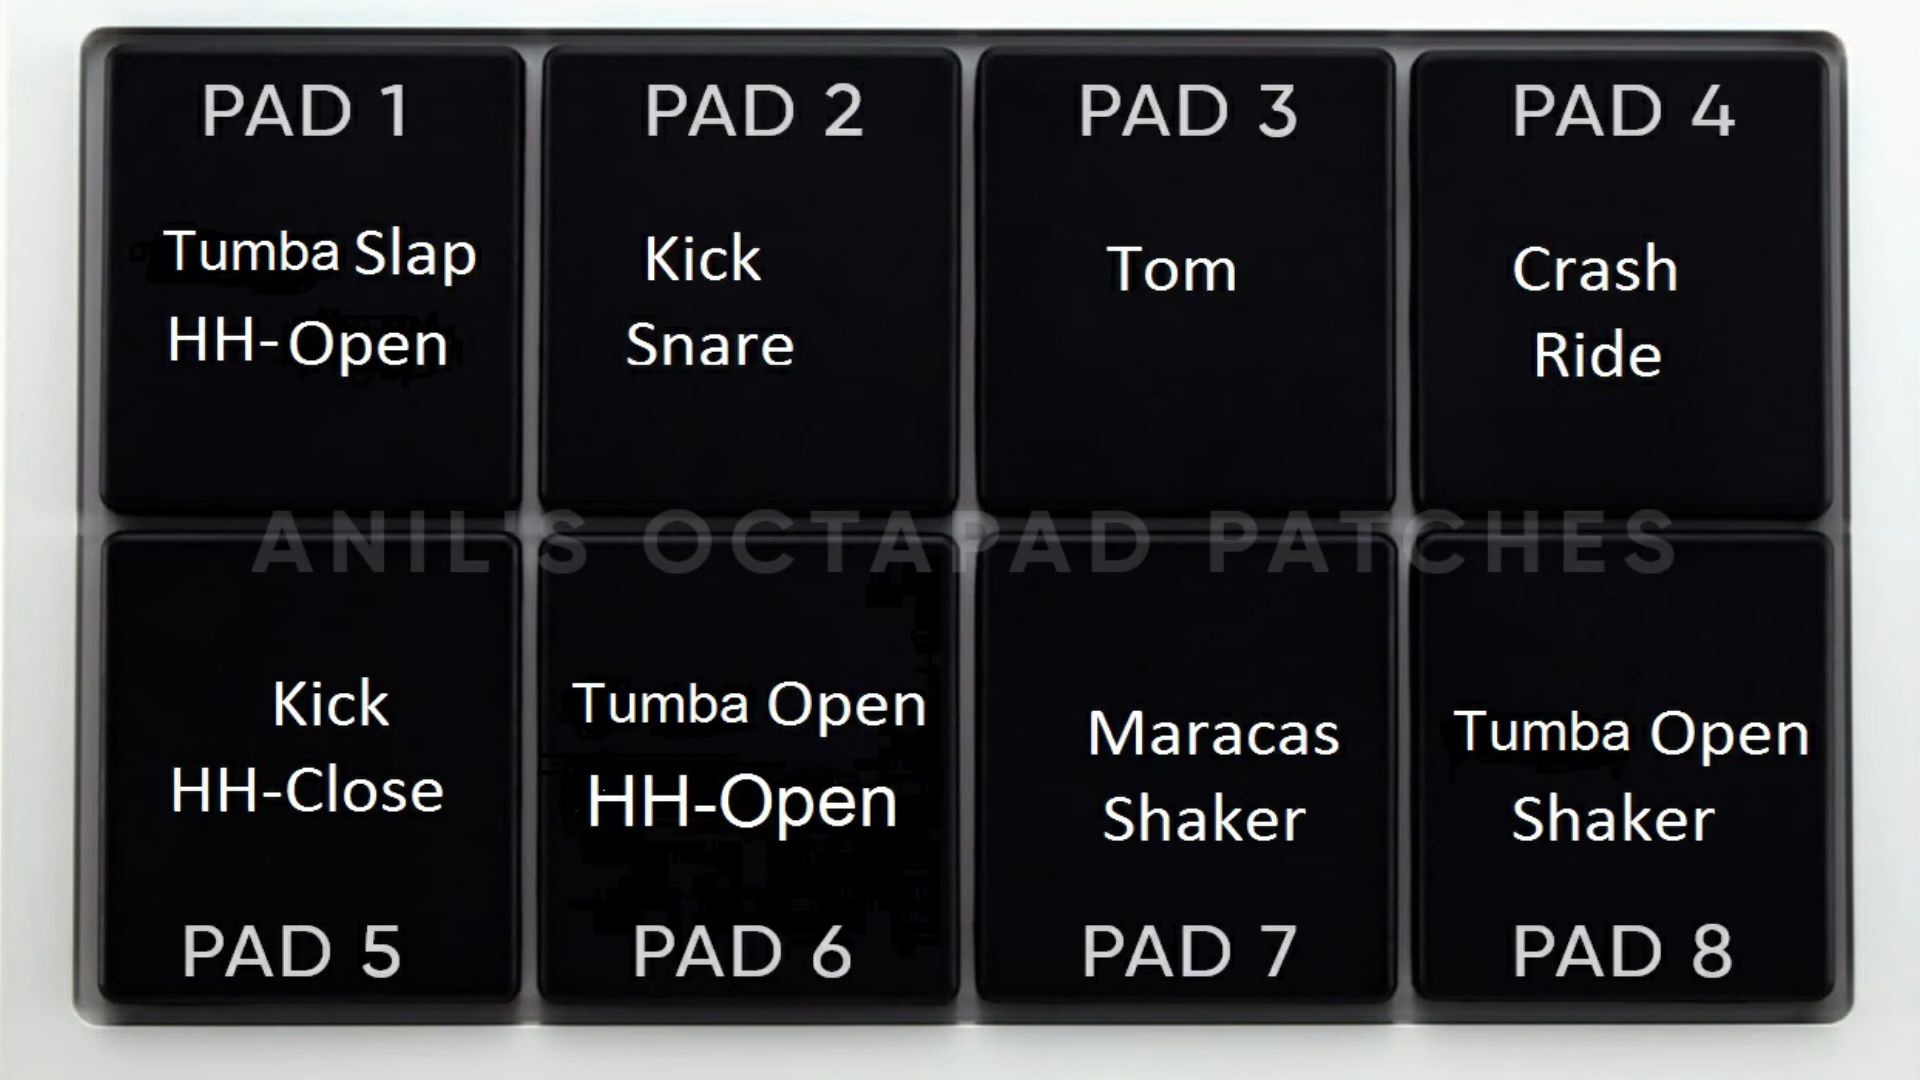 PAD 1
Tumba Slap
HH-Open
PAD 2
Kick
Snare
PAD 3
Tom
PAD 4
Crash
Ride
ANIL'S OCTAPAD PATCHES
Kick
HH-Close
PAD 5
Tumba Open
HH-Open
PAD 6
Maracas
Shaker
PAD 7
Tumba Open
Shaker
PAD 8